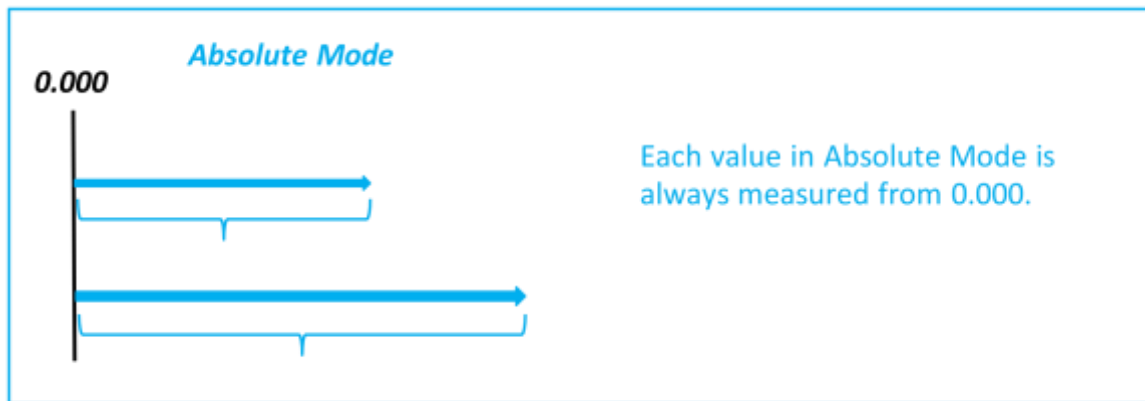 Absolute Mode
0.000
Each value in Absolute Mode is
always measured from 0.000.